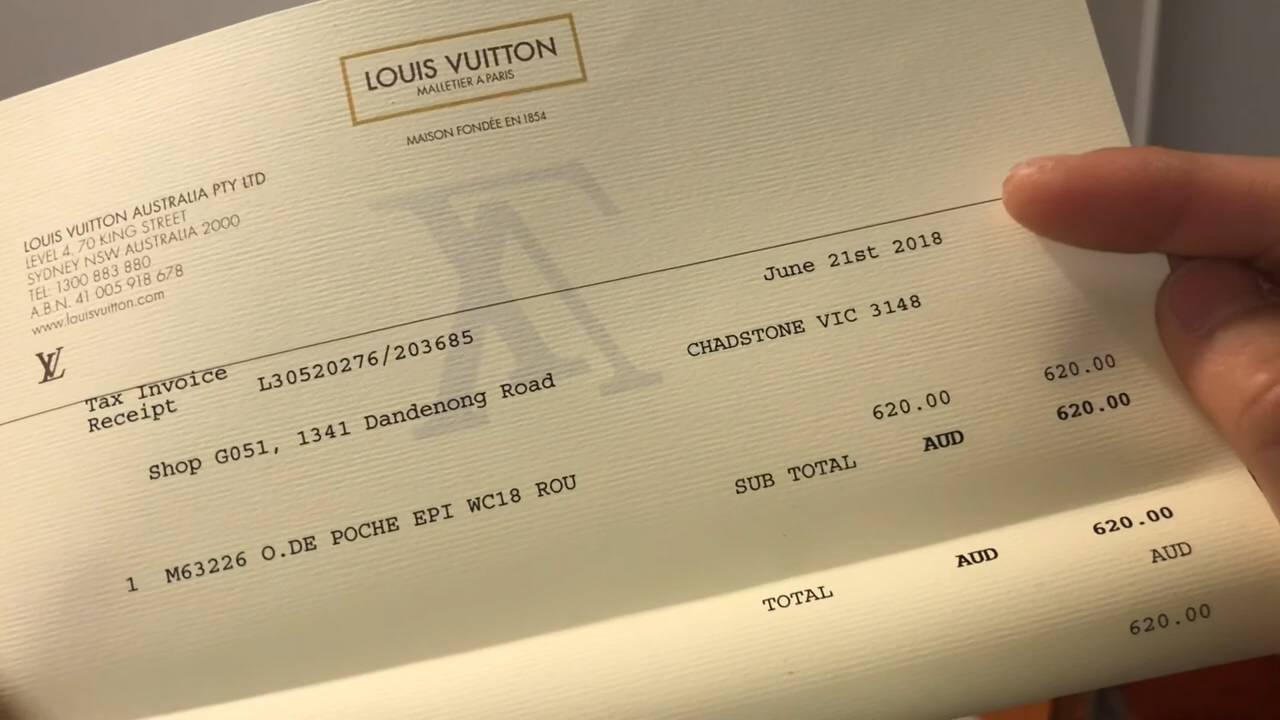 LOUIS VUITTON
MALLETIER A PARIS
MAISON FONDÉE EN 1854
LOUIS VUITTON AUSTRALIA PTY LTD
LEVEL 4, 70 KING STREET
SYDNEY NSW AUSTRALIA 2000
TEL: 1300 883 880
A.B.N. 41 005 918 678
www.louisvuitton.com
LV
June 21st 2018
Tax Invoice L30520276/203685
Receipt
Shop G051, 1341 Dandenong Road CHADSTONE VIC 3148
1 M63226 O.DE POCHE EPI WC18 ROU 620.00 620.00
SUB TOTAL AUD 620.00
TOTAL AUD 620.00
AUD
620.00